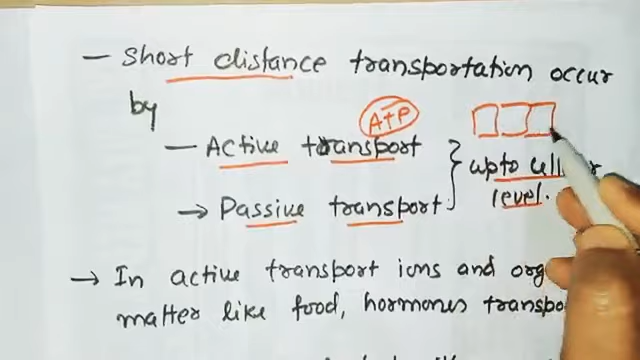 — Short distance transportation occur
by
ATP
— Active transport
upto
level.
→ Passive transport
→ In active transport ions and
matter like food, hormones